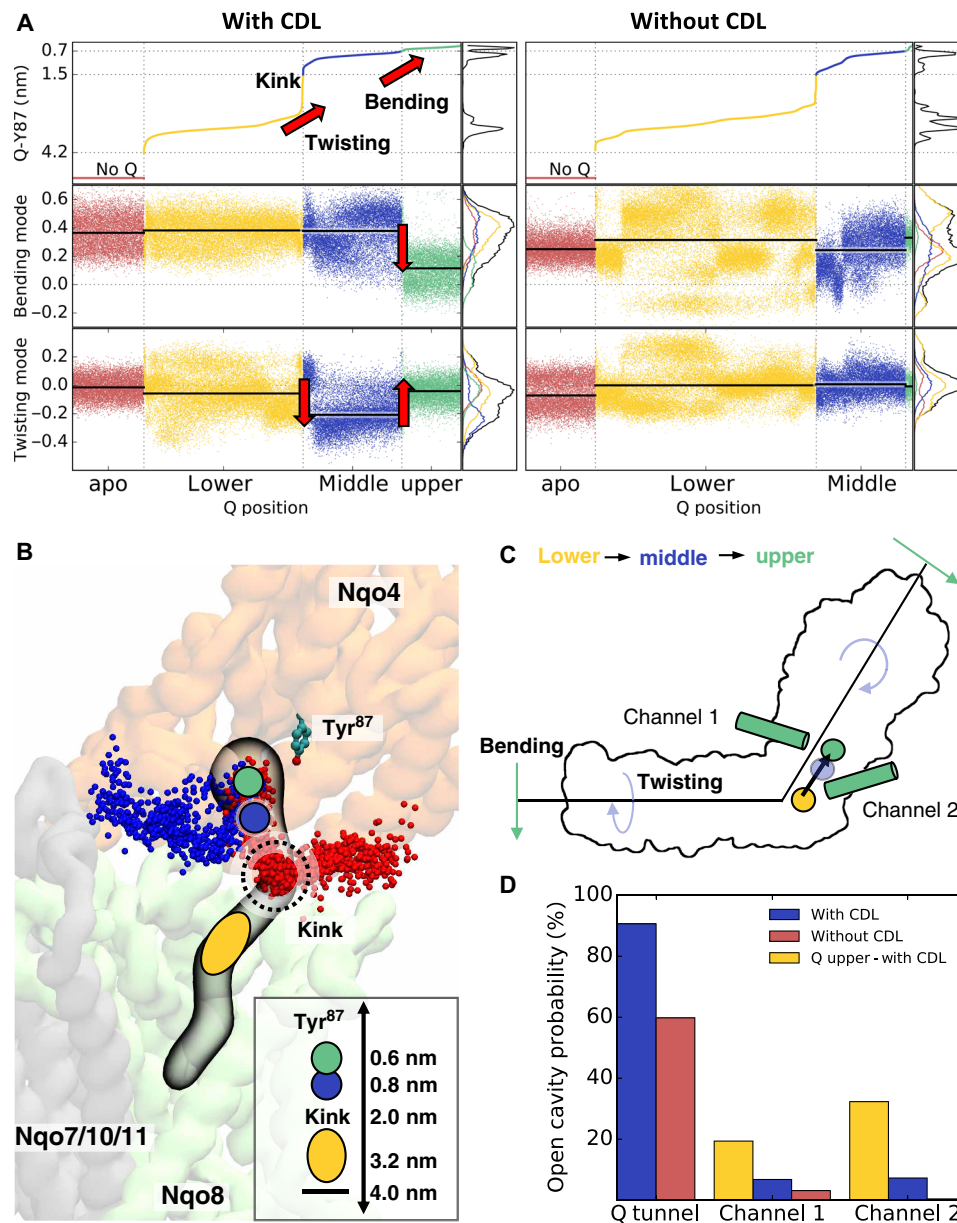 A
With CDL
Without CDL
Q-Y87 (nm)
0.7
1.5
4.2
Kink
Twisting
Bending
No Q
No Q
Bending mode
0.6
0.4
0.2
0.0
−0.2
Twisting mode
0.2
0.0
−0.2
−0.4
apo Lower Middle upper
Q position
apo Lower Middle
Q position
B
Nqo4
Tyr87
Kink
Nqo7/10/11
Nqo8
Tyr87
0.6 nm
0.8 nm
Kink 2.0 nm
3.2 nm
4.0 nm
C
Lower middle upper
Channel 1
Bending
Twisting
Channel 2
D
Open cavity probability (%)
100
80
60
40
20
With CDL
Without CDL
Q upper - with CDL
Q tunnel Channel 1 Channel 2